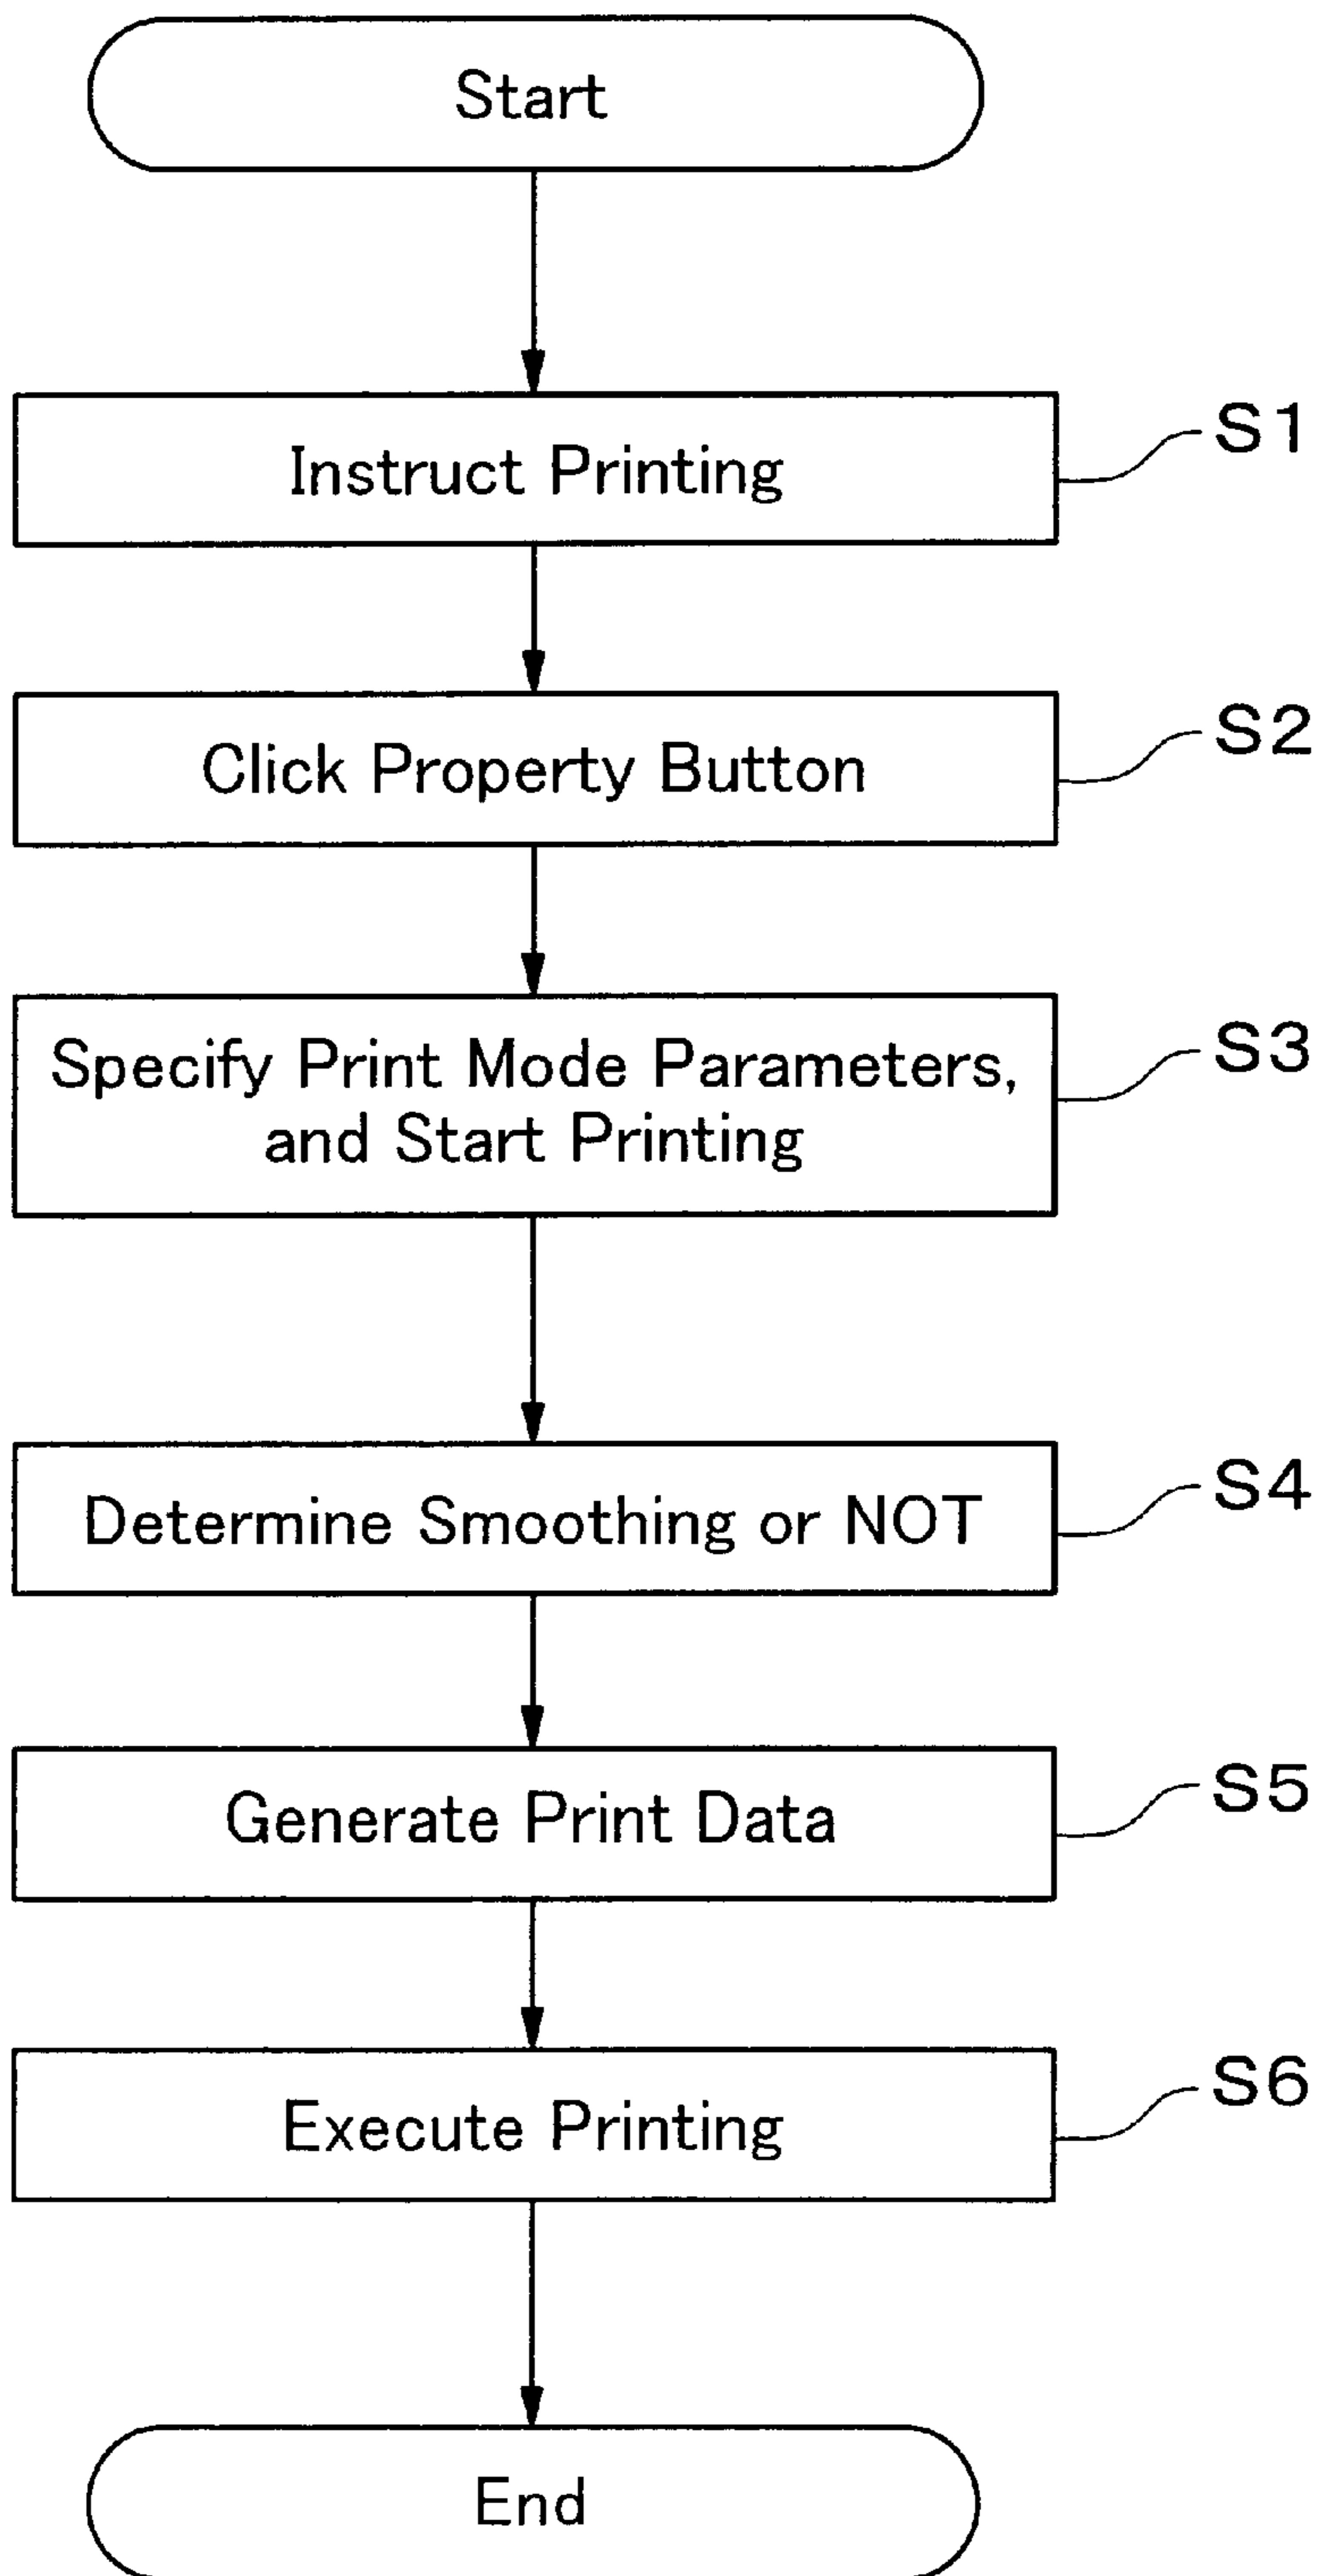 Start
Instruct Printing
S1
Click Property Button
S2
Specify Print Mode Parameters,
and Start Printing
S3
Determine Smoothing or NOT
S4
Generate Print Data
S5
Execute Printing
S6
End